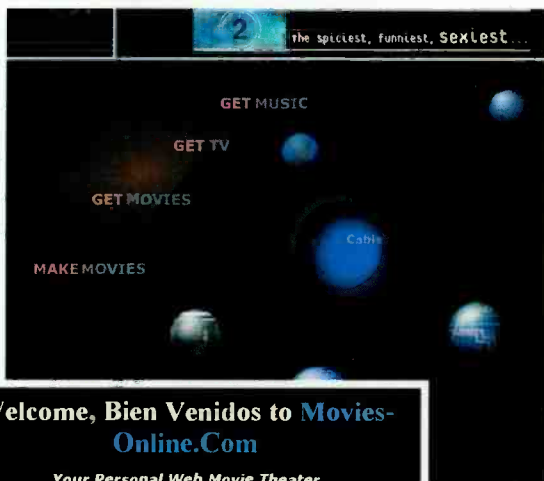 2
The spiciest, funniest, sexiest...
GET MUSIC
GET TV
GET MOVIES
Cable
MAKE MOVIES
elcome, Bien Venidos to Movies-
Online.Com
Your Personal Web Movie Theater